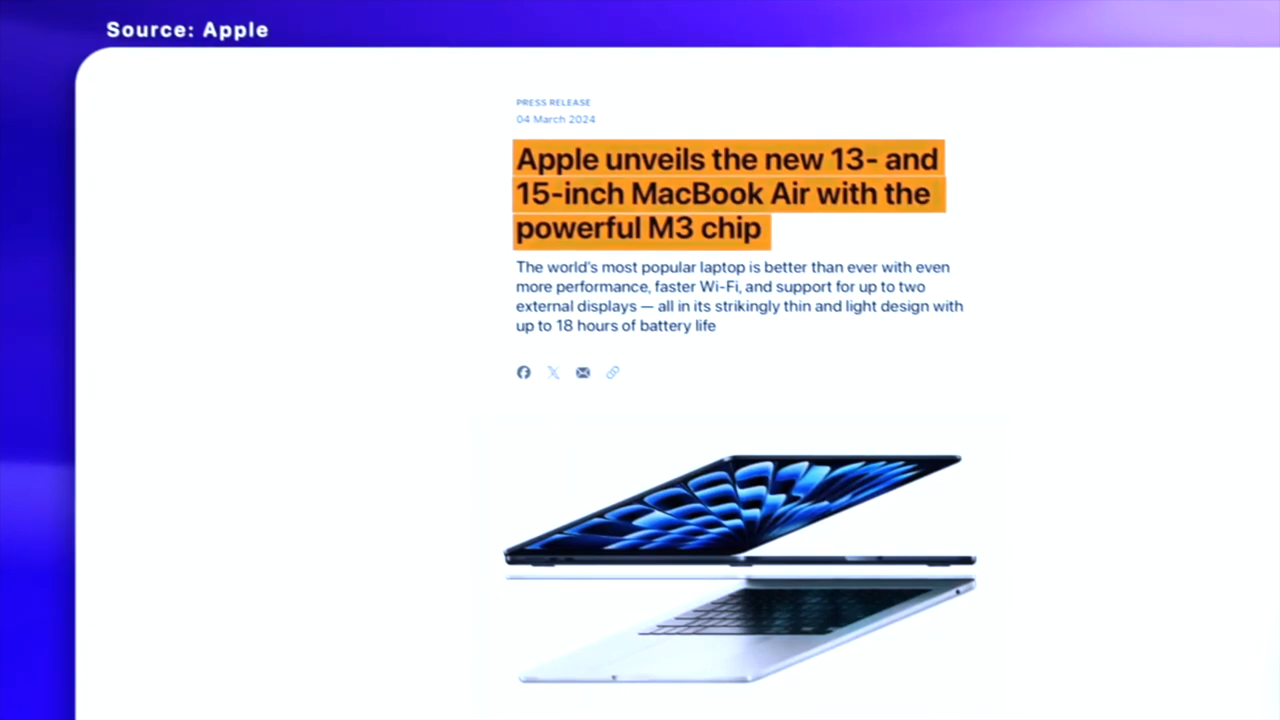 Source: Apple
PRESS RELEASE
04 March 2024
Apple unveils the new 13- and
15-inch MacBook Air with the
powerful M3 chip
The world's most popular laptop is better than ever with even
more performance, faster Wi-Fi, and support for up to two
external displays — all in its strikingly thin and light design with
up to 18 hours of battery life